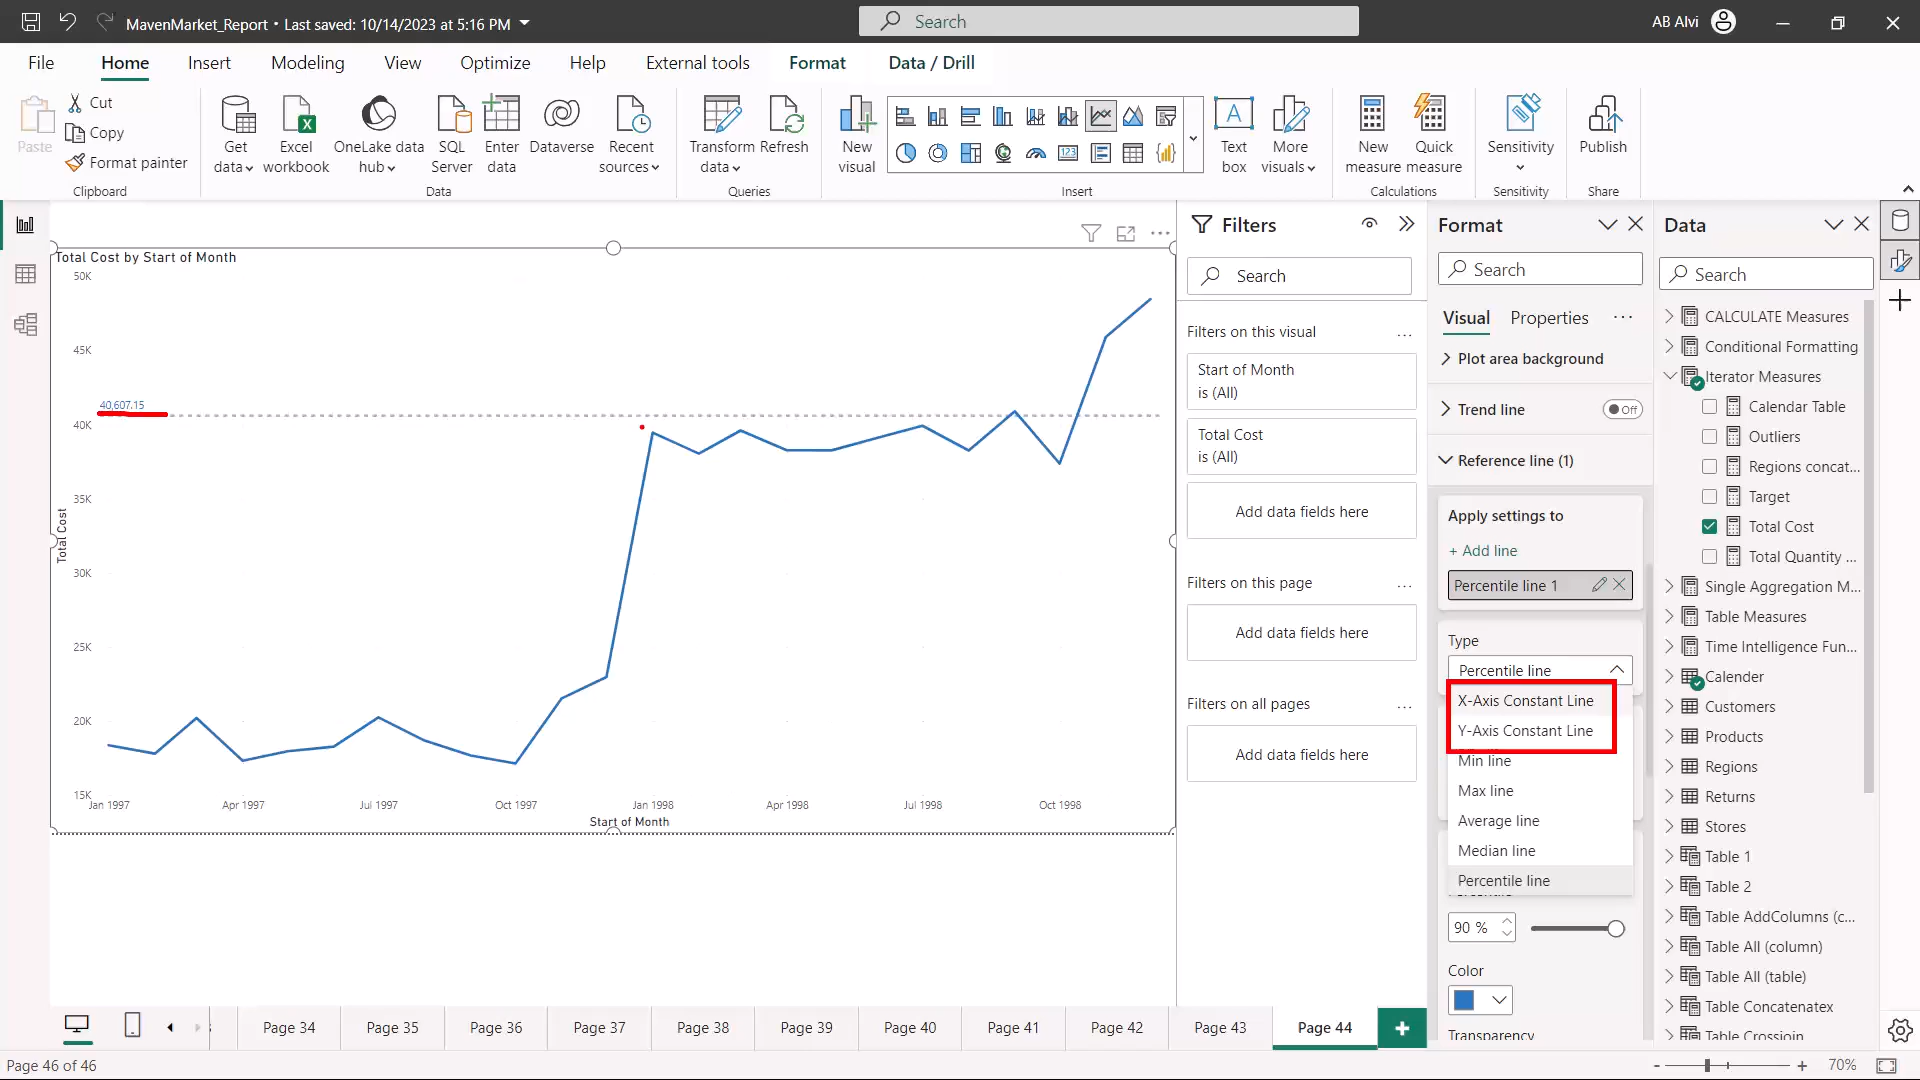 MavenMarket_Report • Last saved: 10/14/2023 at 5:16 PM
Search
AB Alvi
File
Home
Insert
Modeling
View
Optimize
Help
External tools
Format
Data / Drill
Paste
Cut
Copy
Format painter
Clipboard
Get data
Excel workbook
OneLake data hub
SQL Server
Enter data
Dataverse
Recent sources
Data
Transform data
Refresh
Queries
New visual
Text box
More visuals
Insert
New measure
Quick measure
Calculations
Sensitivity
Sensitivity
Publish
Share
Total Cost by Start of Month
50K
45K
40,607.15
40K
35K
30K
25K
20K
15K
Total Cost
Jan 1997
Apr 1997
Jul 1997
Oct 1997
Jan 1998
Apr 1998
Jul 1998
Oct 1998
Start of Month
Filters
Search
Filters on this visual
...
Start of Month
is (All)
Total Cost
is (All)
Add data fields here
Filters on this page
...
Add data fields here
Filters on all pages
...
Add data fields here
Format
Search
Visual
Properties
...
Plot area background
Trend line
Off
Reference line (1)
Apply settings to
+ Add line
Percentile line 1
Type
Percentile line
X-Axis Constant Line
Y-Axis Constant Line
Min line
Max line
Average line
Median line
Percentile line
90 %
Color
Transparency
Data
Search
CALCULATE Measures
Conditional Formatting
Iterator Measures
Calendar Table
Outliers
Regions concat...
Target
Total Cost
Total Quantity ...
Single Aggregation M...
Table Measures
Time Intelligence Fun...
Calender
Customers
Products
Regions
Returns
Stores
Table 1
Table 2
Table AddColumns (c...
Table All (column)
Table All (table)
Table Concatenatex
Table Crossjoin
Page 34
Page 35
Page 36
Page 37
Page 38
Page 39
Page 40
Page 41
Page 42
Page 43
Page 44
Page 46 of 46
70%